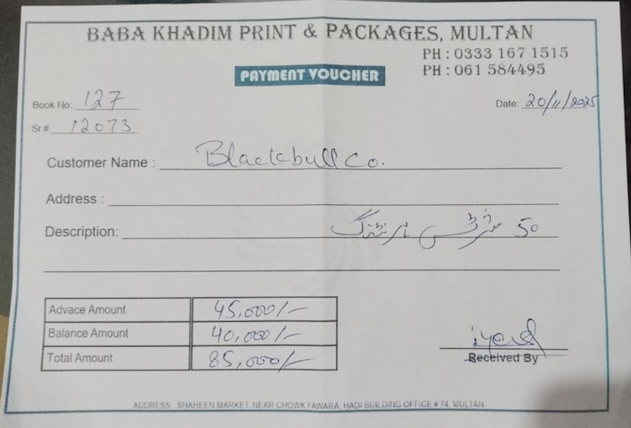 BABA KHADIM PRINT & PACKAGES, MULTAN
PH : 0333 167 1515
PAYMENT VOUCHER
PH : 061 584495
Book No 127
Date: 20/11/2025
Sr.# 12073
Customer Name : Blackbull Co.
Address :
Description: 50 شرٹس پرنٹنگ
Advace Amount 45,000/-
Balance Amount 40,000/-
Total Amount 85,000/-
Received By
ADDRESS SHAHEEN MARKET, NEAR CHOWK FAWARA, HADI BUILDING OFFICE # 74, MULTAN